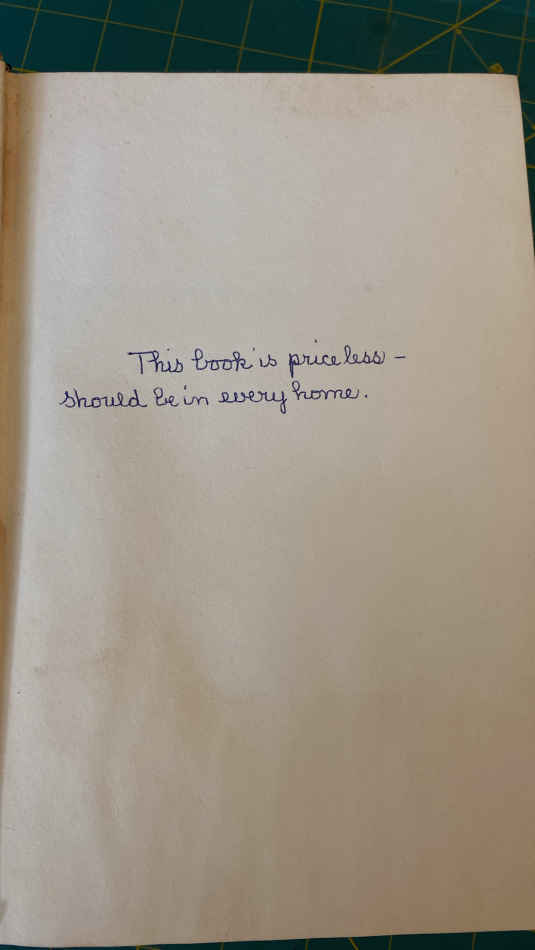 This book is priceless –
should be in every home.